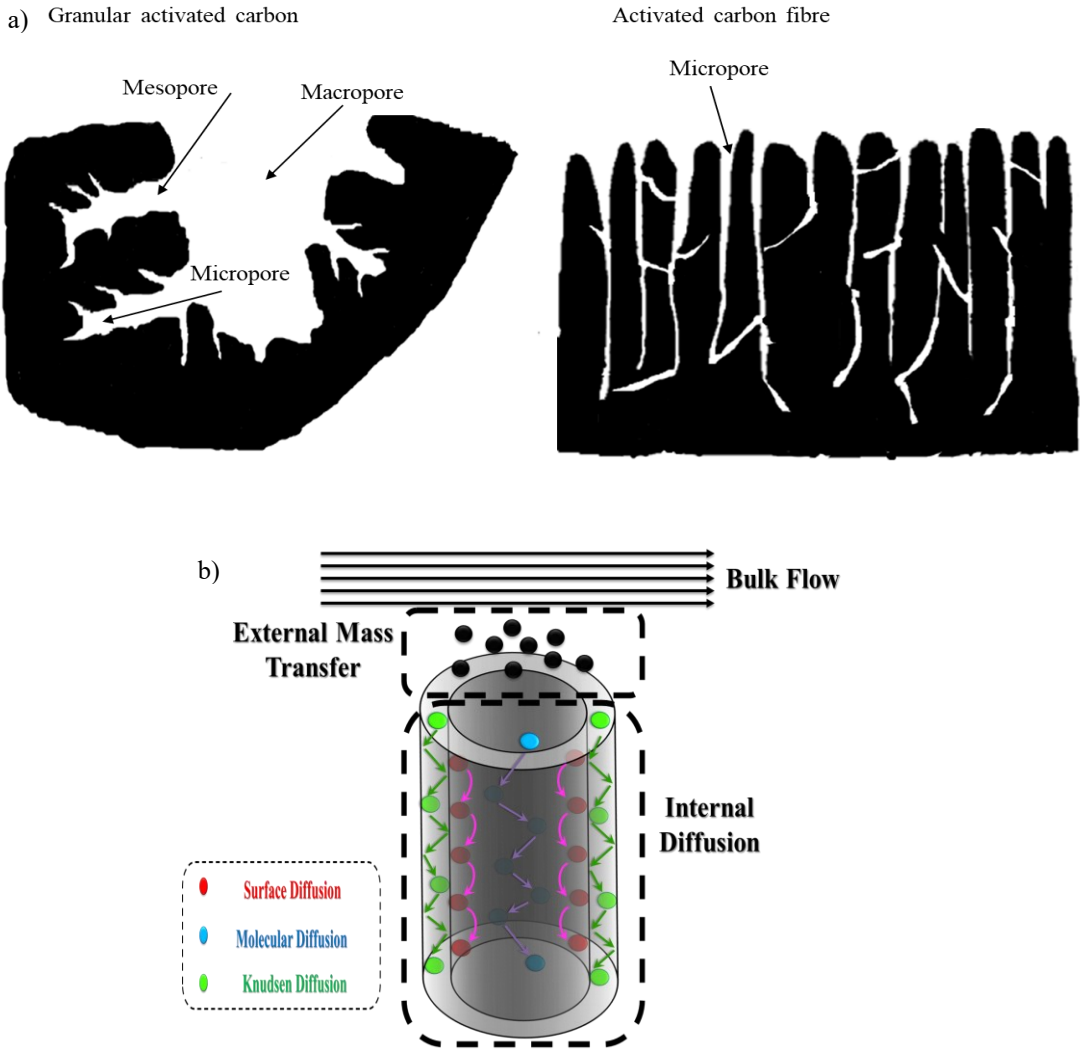 a) Granular activated carbon
Activated carbon fibre
Micropore
Mesopore
Macropore
Micropore
b)
Bulk Flow
External Mass
Transfer
Internal
Diffusion
Surface Diffusion
Molecular Diffusion
Knudsen Diffusion